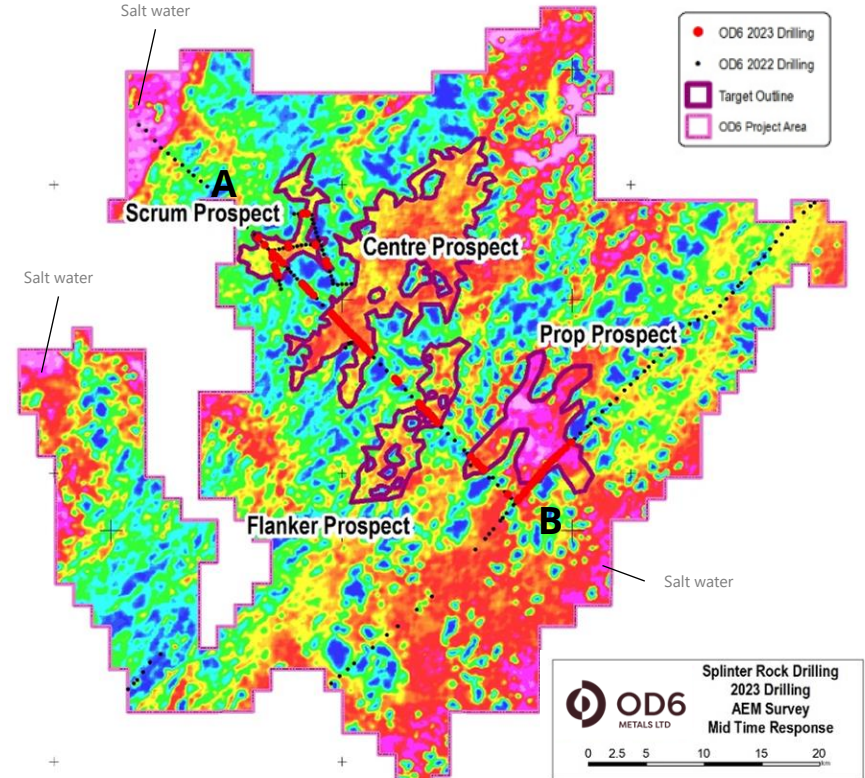 Salt water
OD6 2023 Drilling
OD6 2022 Drilling
Target Outline
OD6 Project Area
A
Scrum Prospect
Centre Prospect
Salt water
Prop Prospect
Flanker Prospect
B
Salt water
Splinter Rock Drilling
2023 Drilling
AEM Survey
Mid Time Response
OD6
METALS LTD
0 2.5 5 10 15 20
km